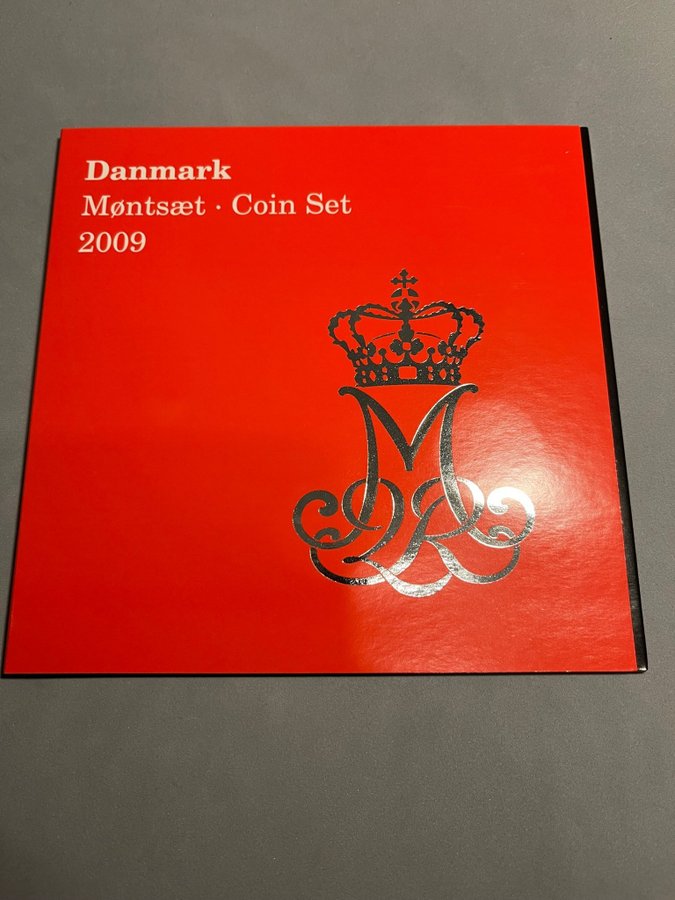 Danmark
Møntsæt · Coin Set
2009